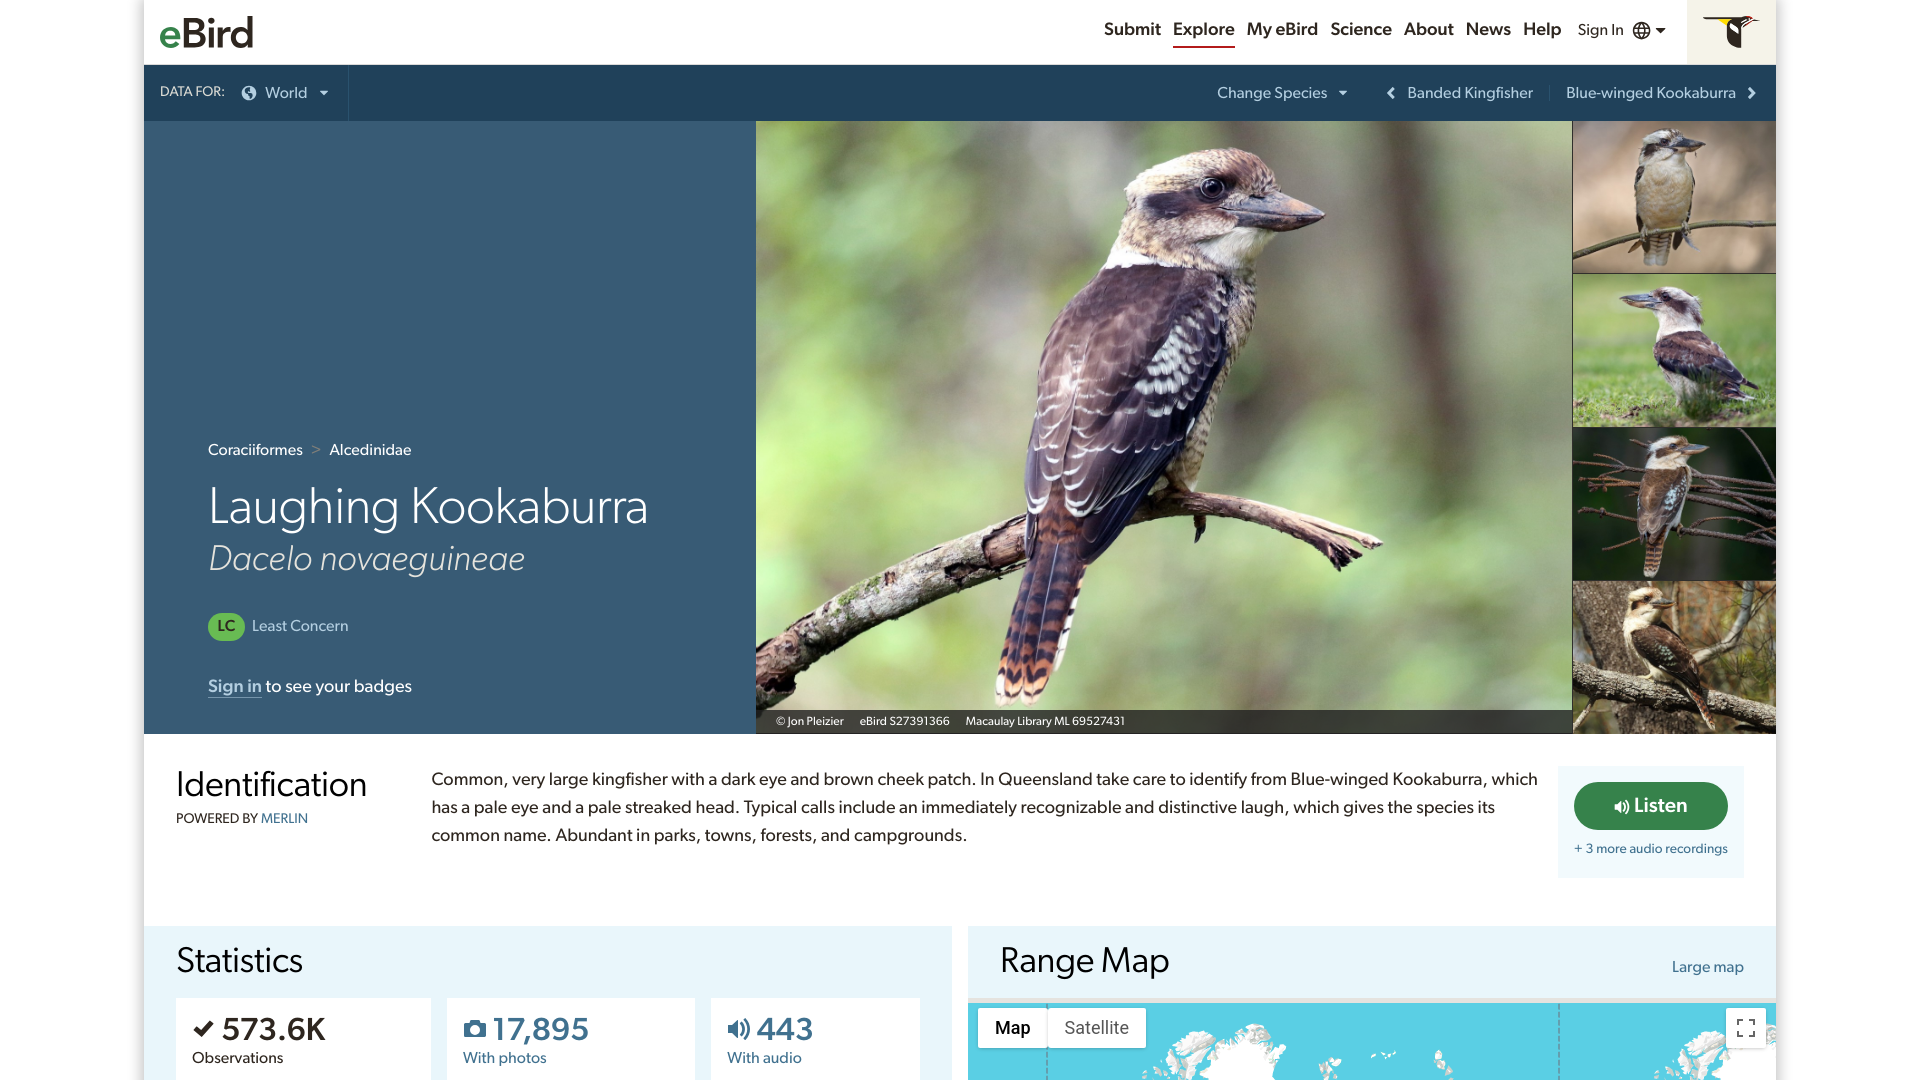 eBird
Submit Explore My eBird Science About News Help Sign In
DATA FOR: World
Change Species Banded Kingfisher Blue-winged Kookaburra
Coraciiformes > Alcedinidae
Laughing Kookaburra
Dacelo novaeguineae
LC Least Concern
Sign in to see your badges
© Jon Pleizier eBird S27391366 Macaulay Library ML 69527431
Identification
POWERED BY MERLIN
Common, very large kingfisher with a dark eye and brown cheek patch. In Queensland take care to identify from Blue-winged Kookaburra, which
has a pale eye and a pale streaked head. Typical calls include an immediately recognizable and distinctive laugh, which gives the species its
common name. Abundant in parks, towns, forests, and campgrounds.
Listen
+ 3 more audio recordings
Statistics
573.6K
Observations
17,895
With photos
443
With audio
Range Map
Large map
Map Satellite